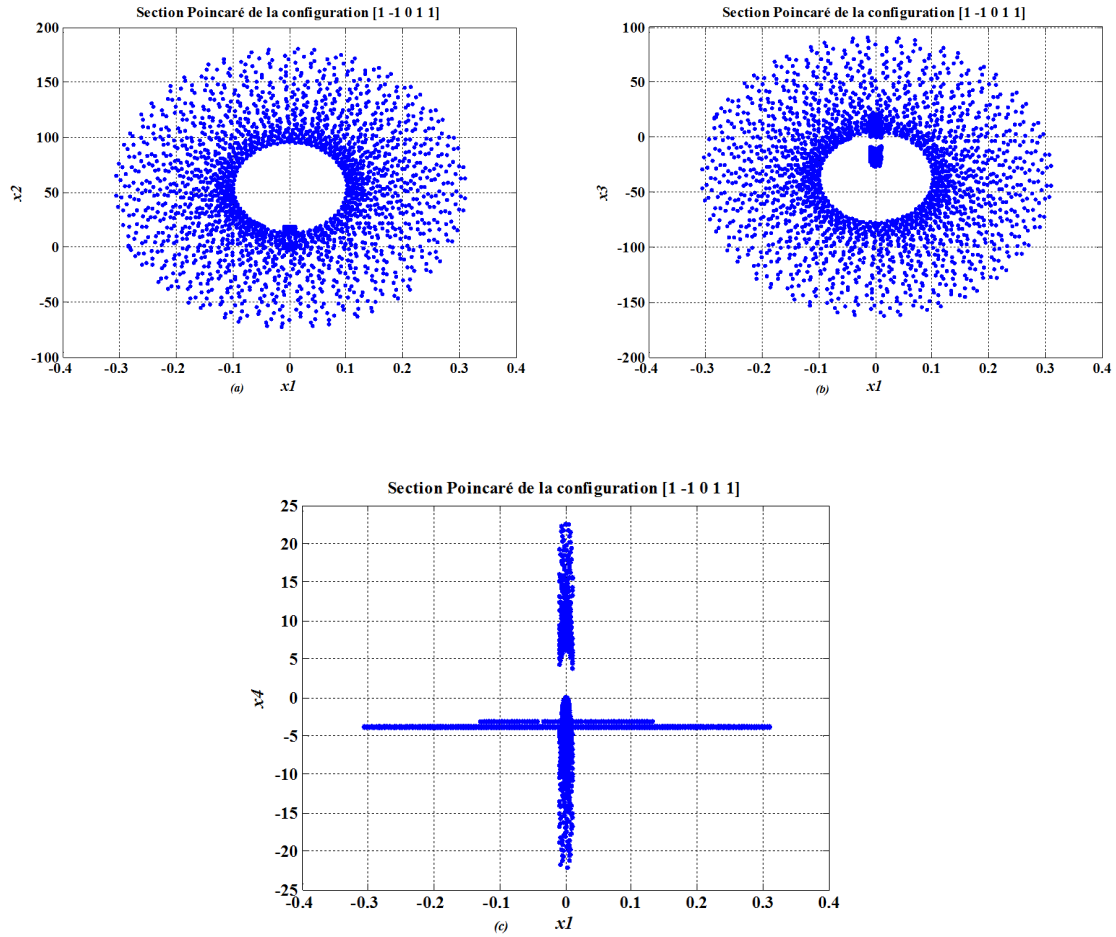 Section Poincaré de la configuration [1 -1 0 1 1]
200
150
100
50
0
-50
-100
x2
-0.4 -0.3 -0.2 -0.1 0 0.1 0.2 0.3 0.4
(a) x1
Section Poincaré de la configuration [1 -1 0 1 1]
100
50
0
-50
-100
-150
-200
x3
-0.4 -0.3 -0.2 -0.1 0 0.1 0.2 0.3 0.4
(b) x1
Section Poincaré de la configuration [1 -1 0 1 1]
25
20
15
10
5
0
-5
-10
-15
-20
-25
x4
-0.4 -0.3 -0.2 -0.1 0 0.1 0.2 0.3 0.4
(c) x1